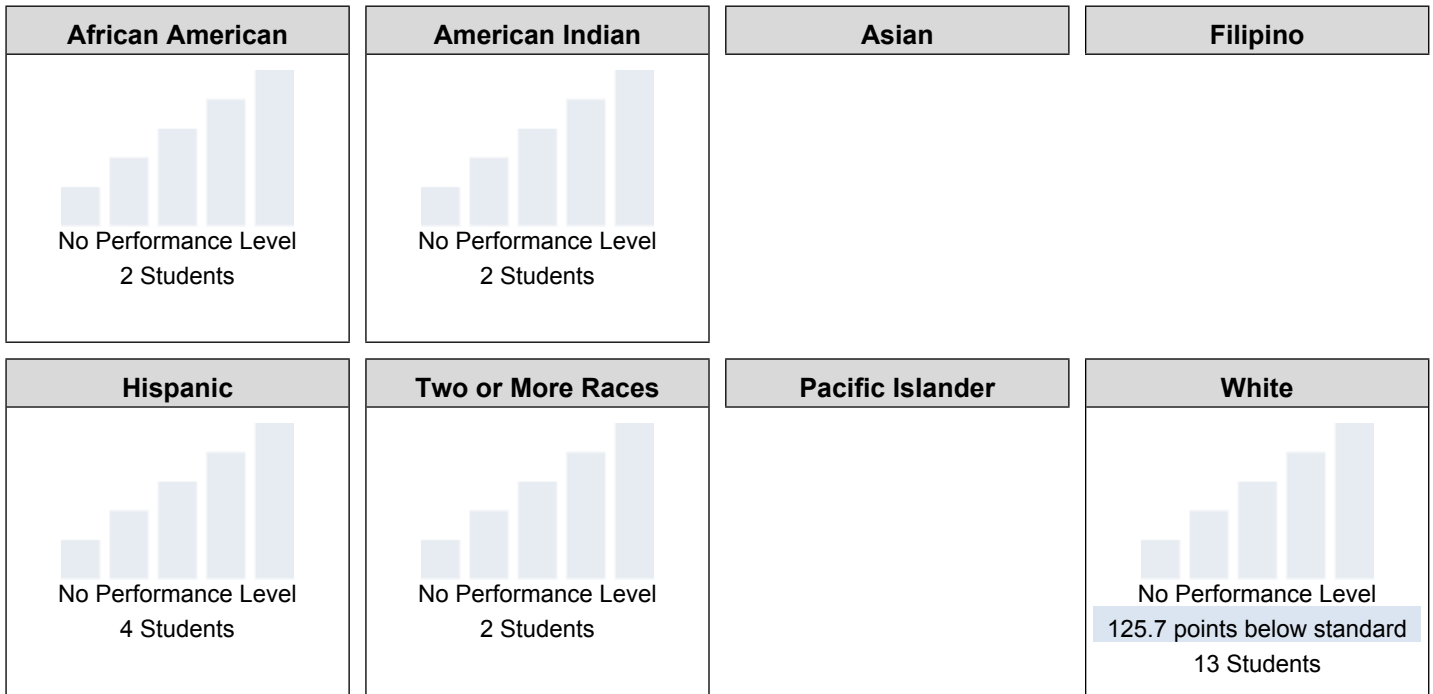 African American
American Indian
Asian
Filipino
No Performance Level
2 Students
No Performance Level
2 Students
Hispanic
Two or More Races
Pacific Islander
White
No Performance Level
4 Students
No Performance Level
2 Students
No Performance Level
125.7 points below standard
13 Students